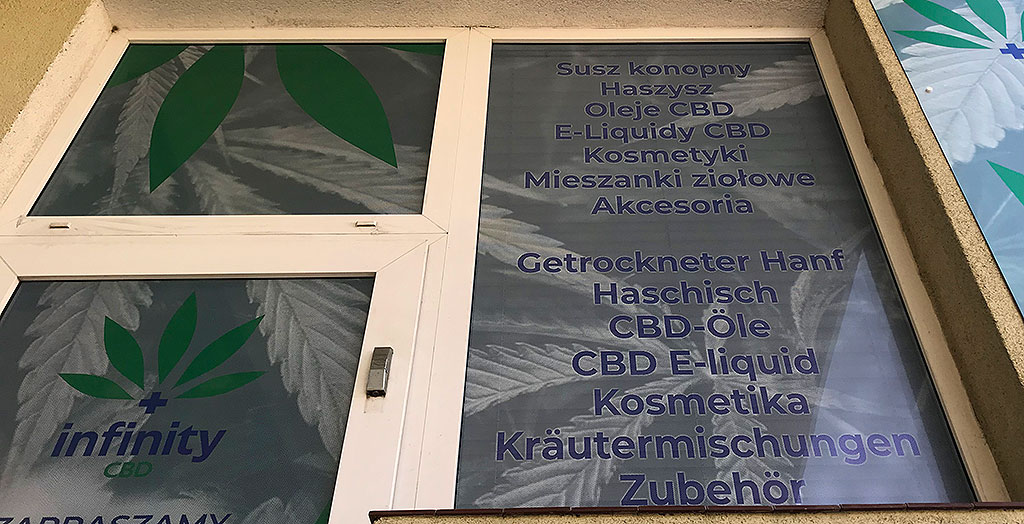 Susz konopny
Haszysz
Oleje CBD
E-Liquidy CBD
Kosmetyki
Mieszanki ziołowe
Akcesoria
Getrockneter Hanf
Haschisch
CBD-Öle
CBD E-liquid
Kosmetika
Kräutermischungen
Zubehör
infinity
CBD
ZAPRASZAMY